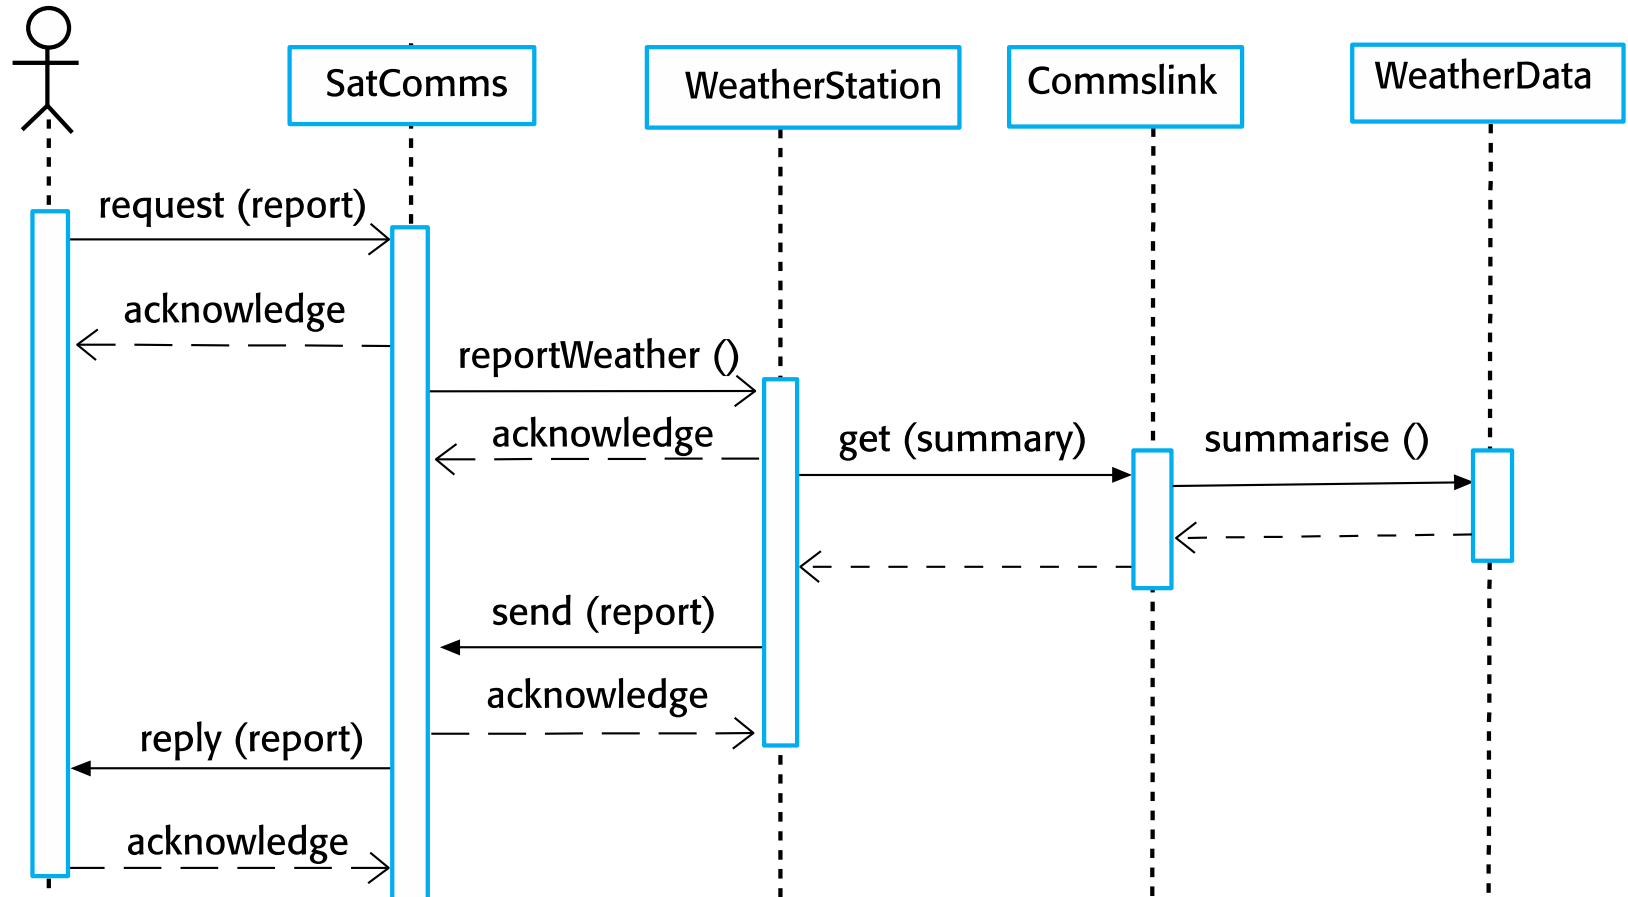 SatComms
WeatherStation
Commslink
WeatherData
request (report)
acknowledge
reportWeather ()
acknowledge
get (summary)
summarise ()
send (report)
acknowledge
reply (report)
acknowledge